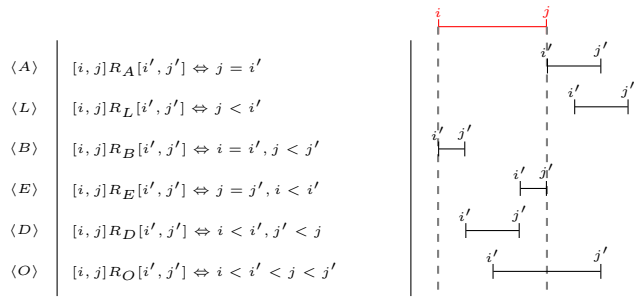 i j
⟨A⟩ [i, j]R_A[i′, j′] ⇔ j = i′ i′ j′
⟨L⟩ [i, j]R_L[i′, j′] ⇔ j < i′ i′ j′
⟨B⟩ [i, j]R_B[i′, j′] ⇔ i = i′, j < j′ i′ j′
⟨E⟩ [i, j]R_E[i′, j′] ⇔ j = j′, i < i′ i′ j′
⟨D⟩ [i, j]R_D[i′, j′] ⇔ i < i′, j′ < j i′ j′
⟨O⟩ [i, j]R_O[i′, j′] ⇔ i < i′ < j < j′ i′ j′